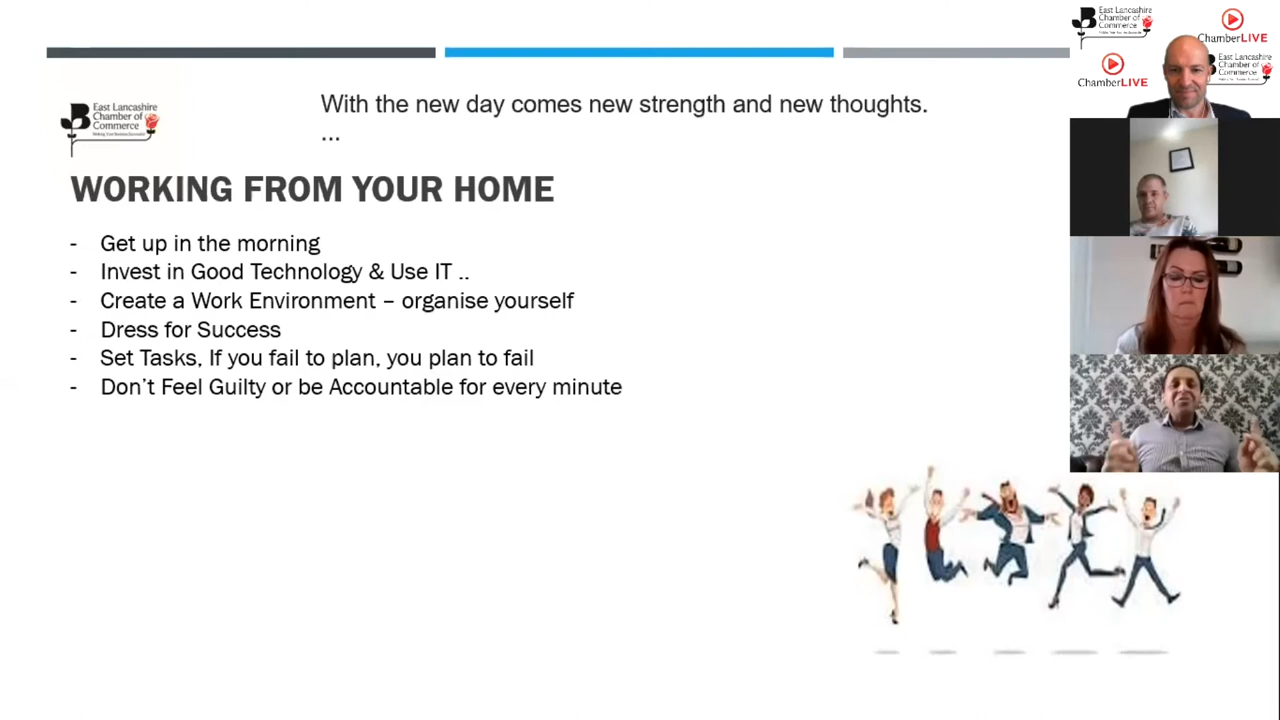 East Lancashire
Chamber of
Commerce
With the new day comes new strength and new thoughts.
...
WORKING FROM YOUR HOME
- Get up in the morning
- Invest in Good Technology & Use IT ..
- Create a Work Environment – organise yourself
- Dress for Success
- Set Tasks, If you fail to plan, you plan to fail
- Don't Feel Guilty or be Accountable for every minute
East Lancashire
Chamber of
Commerce
ChamberLIVE
ChamberLIVE
East Lancashire
Chamber of
Commerce